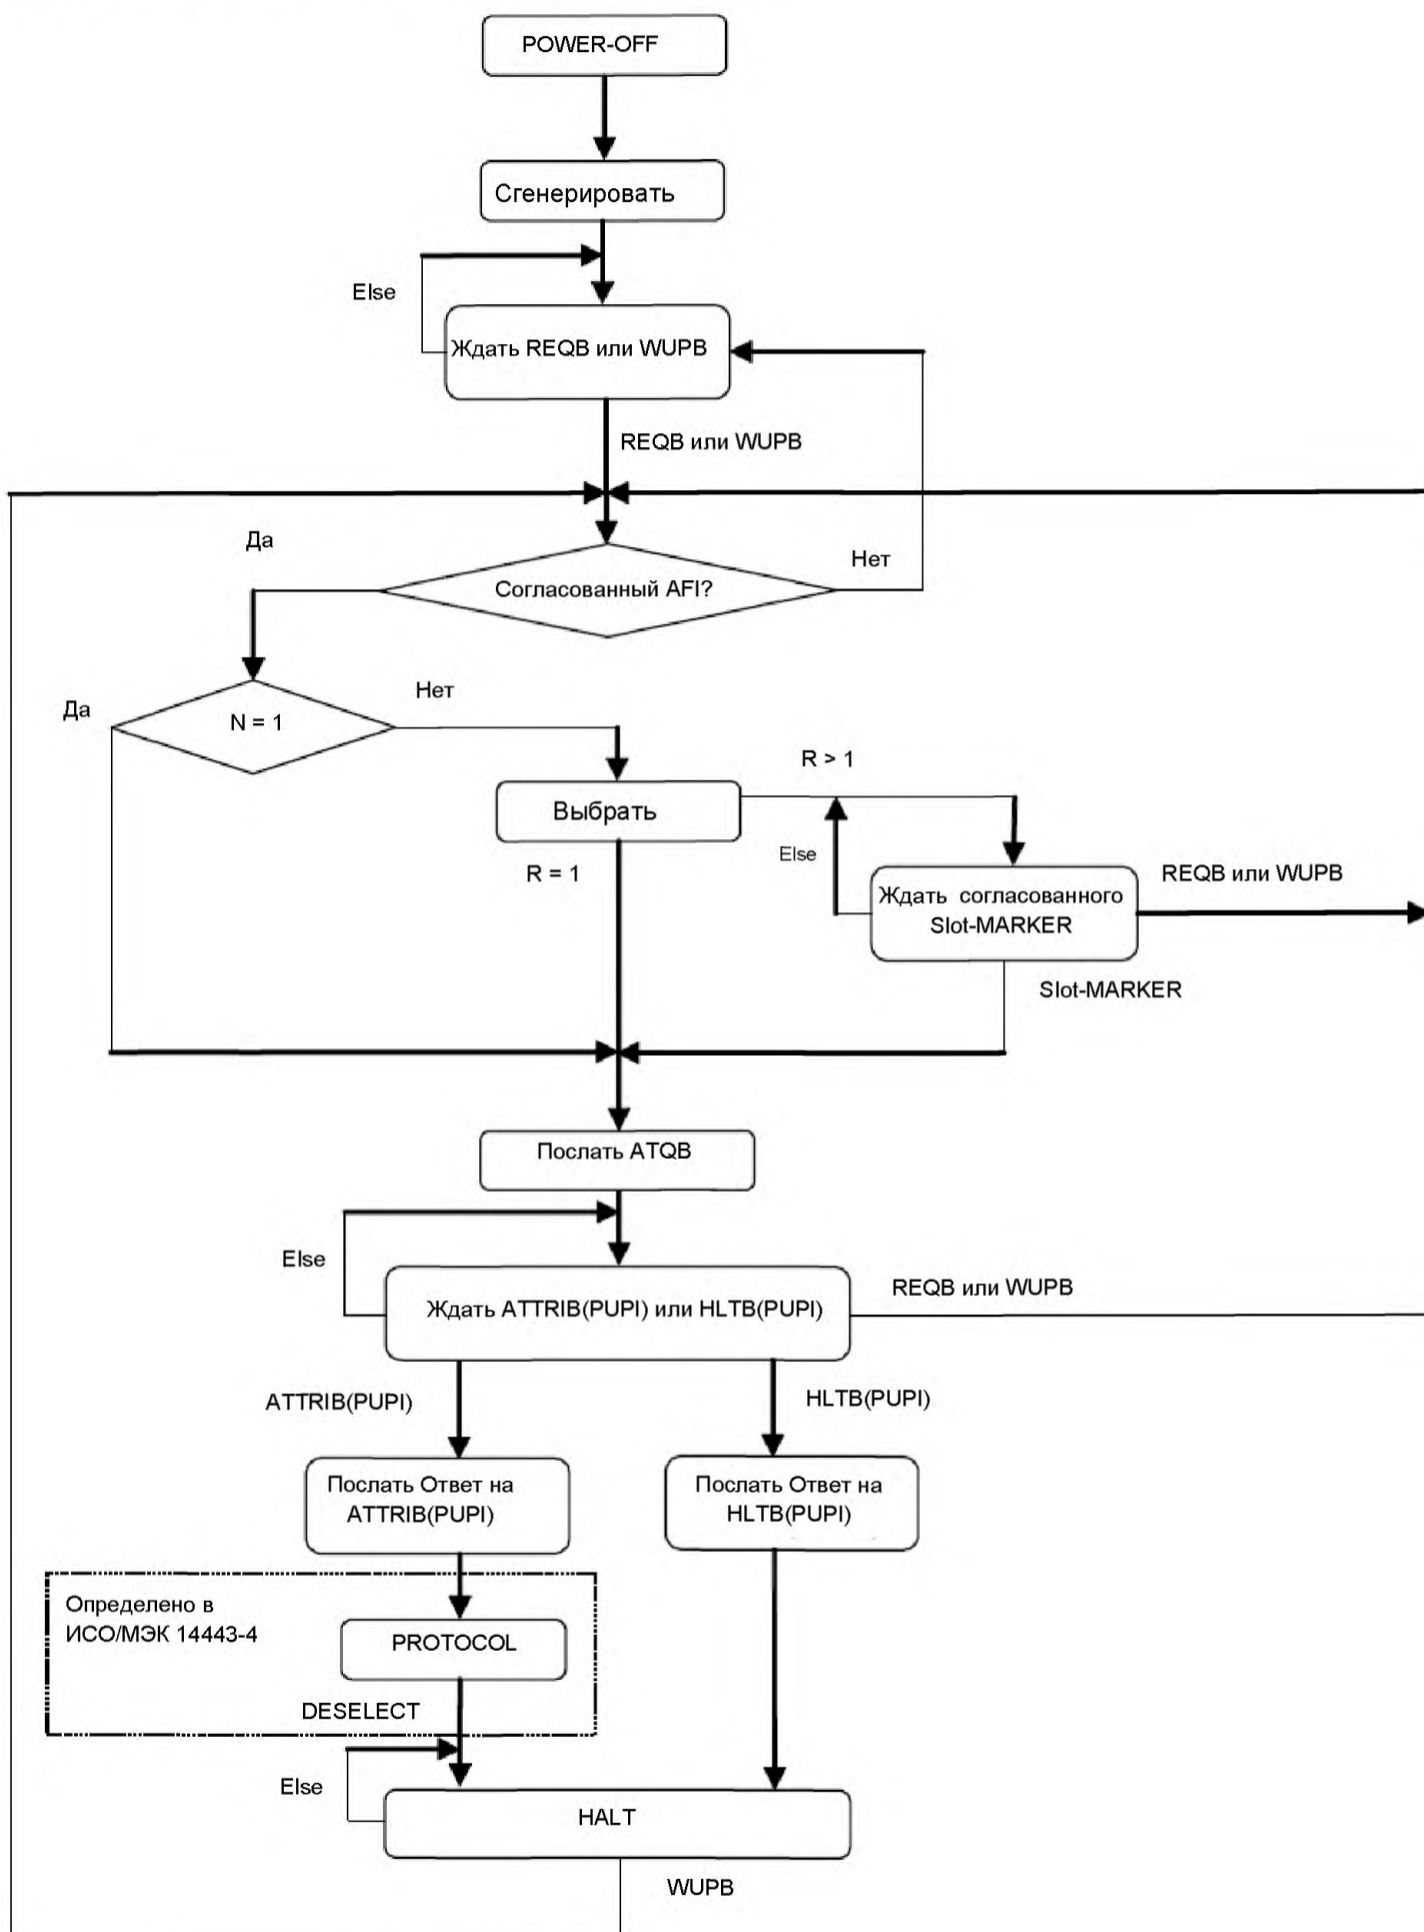 POWER-OFF
Сгенерировать
Else
Ждать REQB или WUPB
REQB или WUPB
Да
Нет
Согласованный AFI?
Да
Нет
N = 1
R > 1
Выбрать
Else
R = 1
REQB или WUPB
Ждать согласованного
Slot-MARKER
Slot-MARKER
Послать ATQB
Else
REQB или WUPB
Ждать ATTRIB(PUPI) или HLTB(PUPI)
ATTRIB(PUPI)
HLTB(PUPI)
Послать Ответ на
ATTRIB(PUPI)
Послать Ответ на
HLTB(PUPI)
Определено в
ИСО/МЭК 14443-4
PROTOCOL
DESELECT
Else
HALT
WUPB